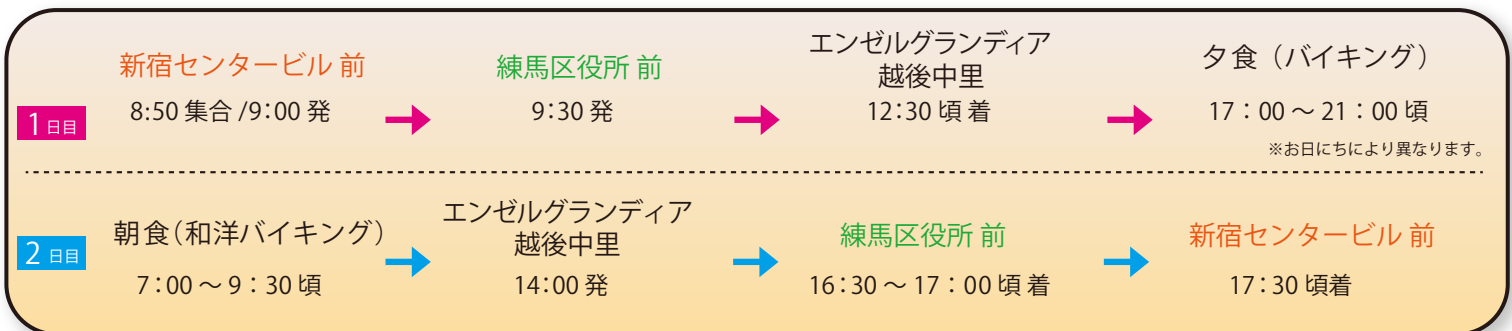 1日目
新宿センタービル 前
8:50 集合 /9:00 発
練馬区役所 前
9:30 発
エンゼルグランディア
越後中里
12:30 頃 着
夕食（バイキング）
17：00 ～ 21：00 頃
※お日にちにより異なります。
2日目
朝食（和洋バイキング）
7:00 ～ 9：30 頃
エンゼルグランディア
越後中里
14:00 発
練馬区役所 前
16:30 ～ 17：00 頃 着
新宿センタービル 前
17:30 頃着